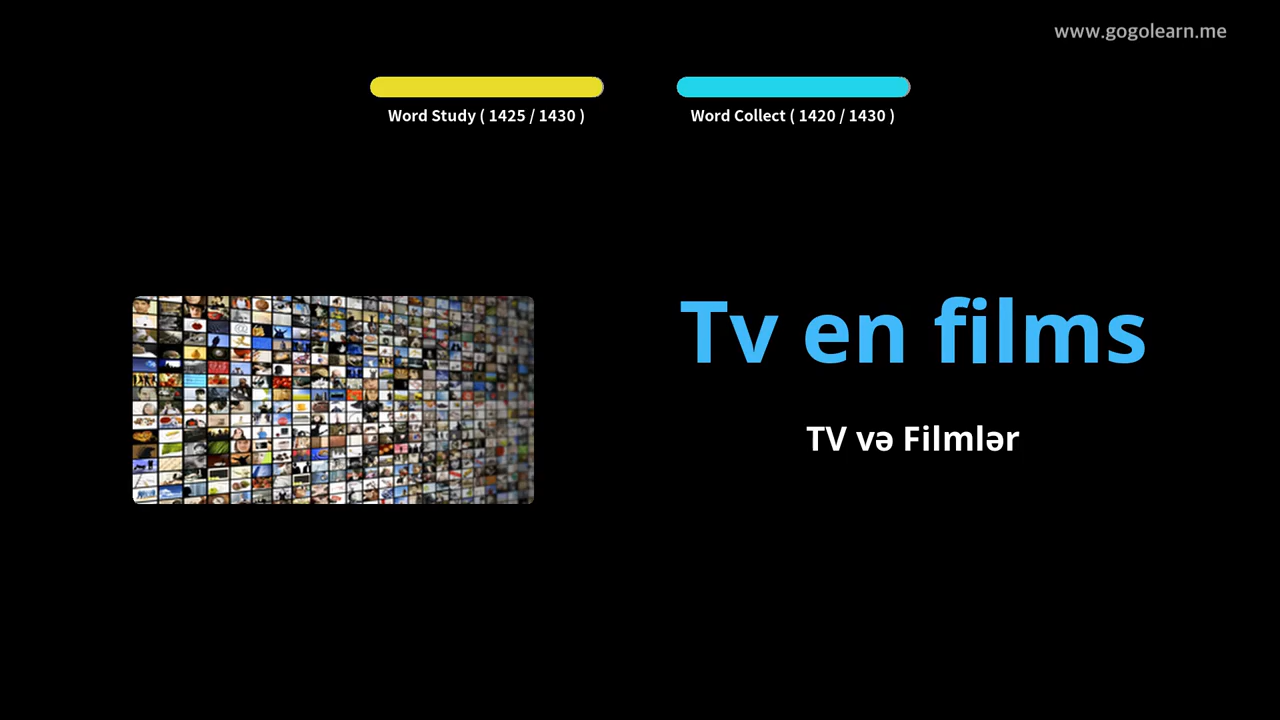 www.gogolearn.me
Word Study ( 1425 / 1430 )
Word Collect ( 1420 / 1430 )
Tv en films
TV və Filmlər